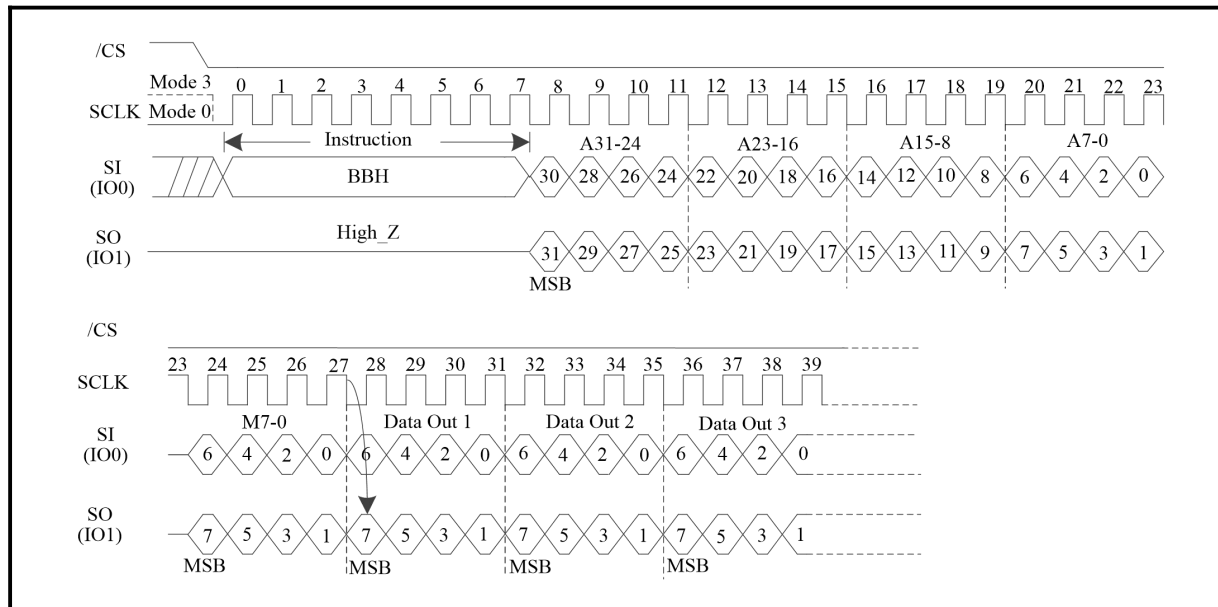 /CS
Mode 3 0 1 2 3 4 5 6 7 8 9 10 11 12 13 14 15 16 17 18 19 20 21 22 23
SCLK Mode 0
Instruction A31-24 A23-16 A15-8 A7-0
SI
(IO0) BBH 30 28 26 24 22 20 18 16 14 12 10 8 6 4 2 0
High_Z
SO
(IO1) 31 29 27 25 23 21 19 17 15 13 11 9 7 5 3 1
MSB
/CS
23 24 25 26 27 28 29 30 31 32 33 34 35 36 37 38 39
SCLK
M7-0 Data Out 1 Data Out 2 Data Out 3
SI
(IO0) 6 4 2 0 6 4 2 0 6 4 2 0 6 4 2 0
SO
(IO1) 7 5 3 1 7 5 3 1 7 5 3 1 7 5 3 1
MSB MSB MSB MSB